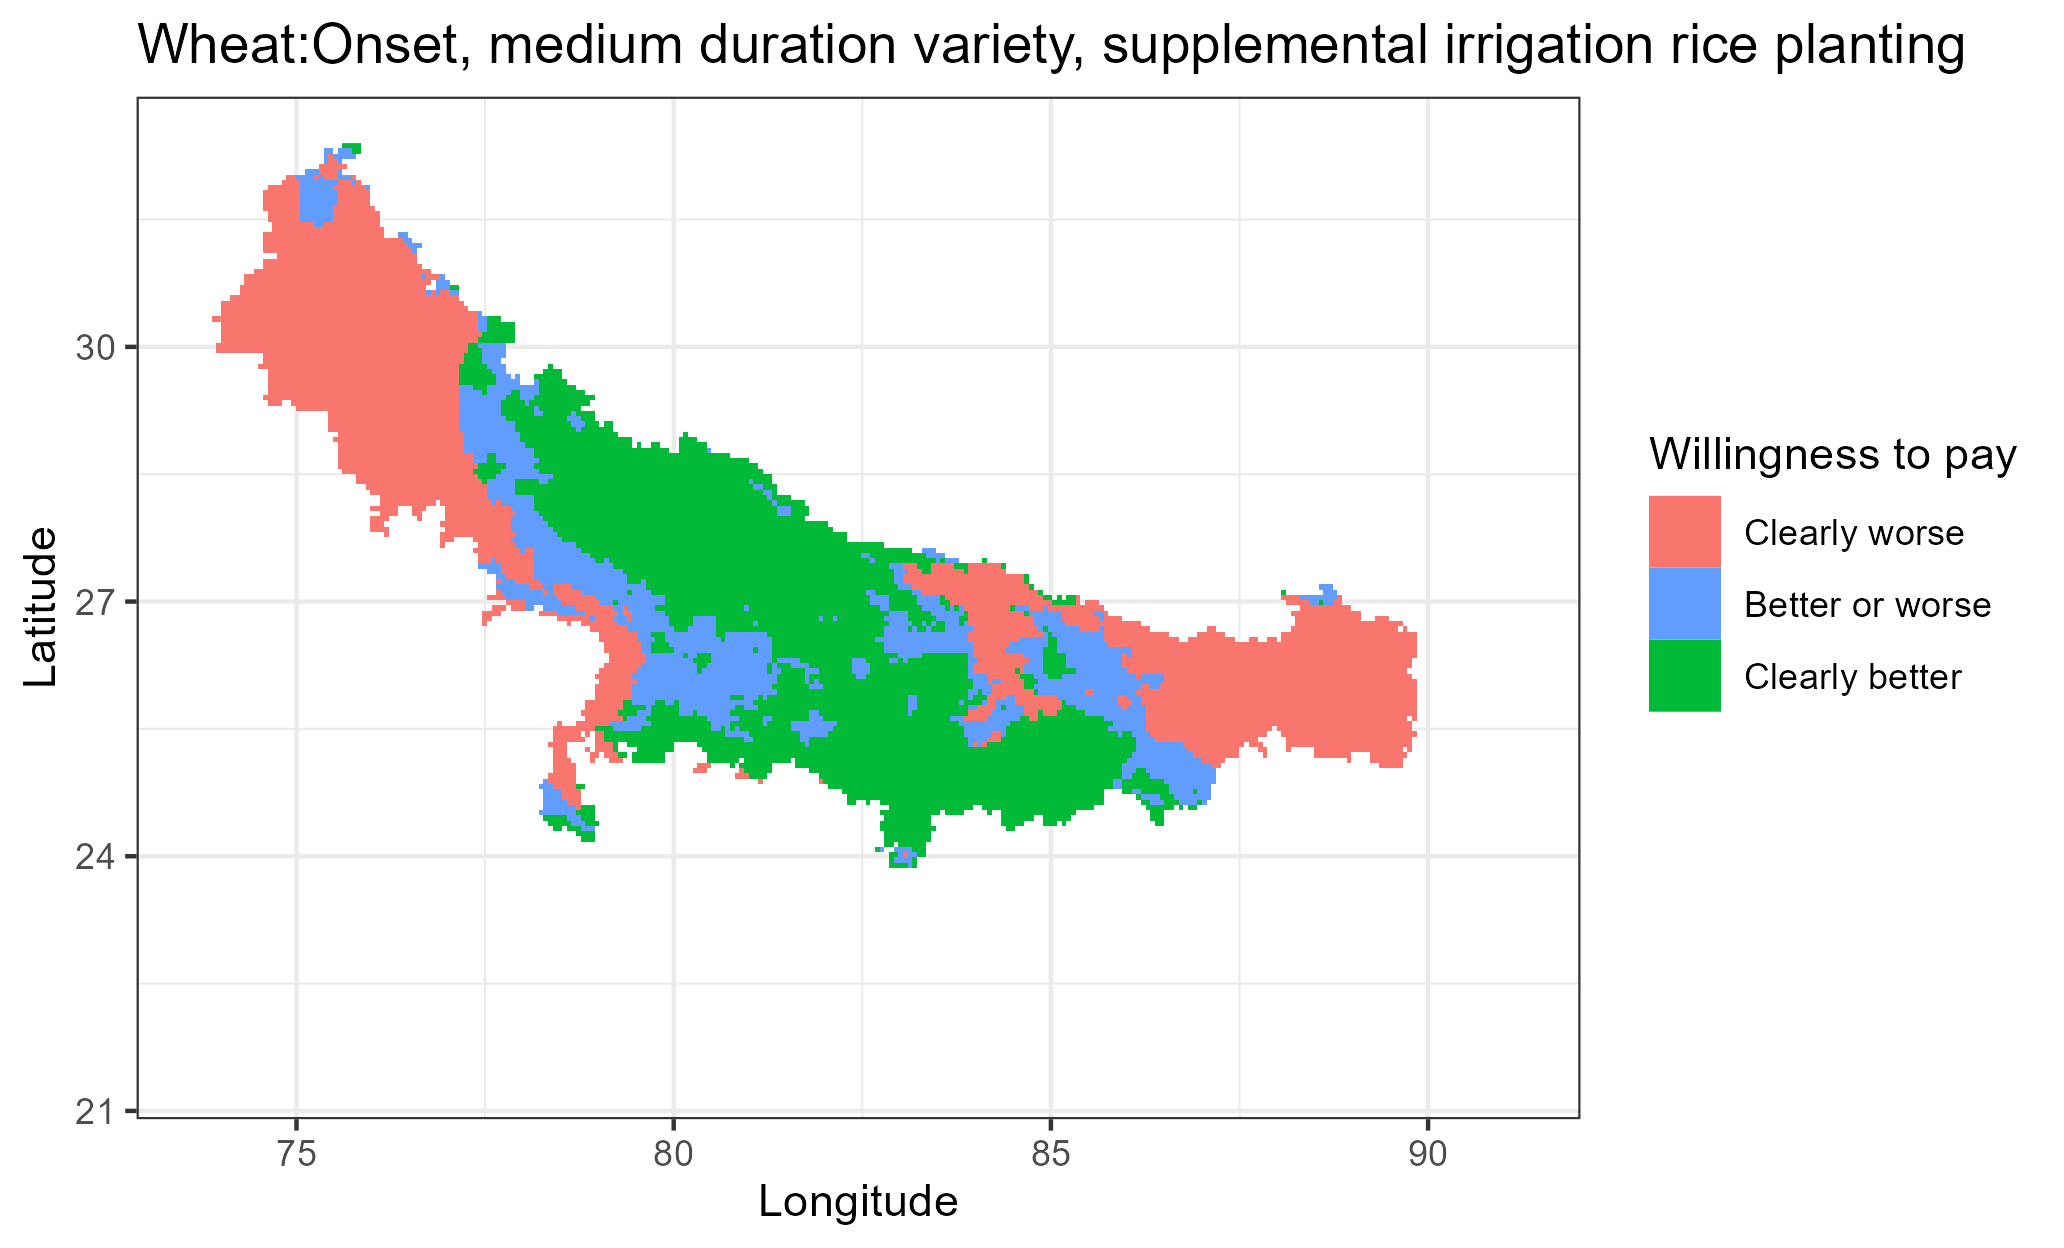 Wheat:Onset, medium duration variety, supplemental irrigation rice planting
30
27
24
21
Latitude
75
80
85
90
Longitude
Willingness to pay
Clearly worse
Better or worse
Clearly better